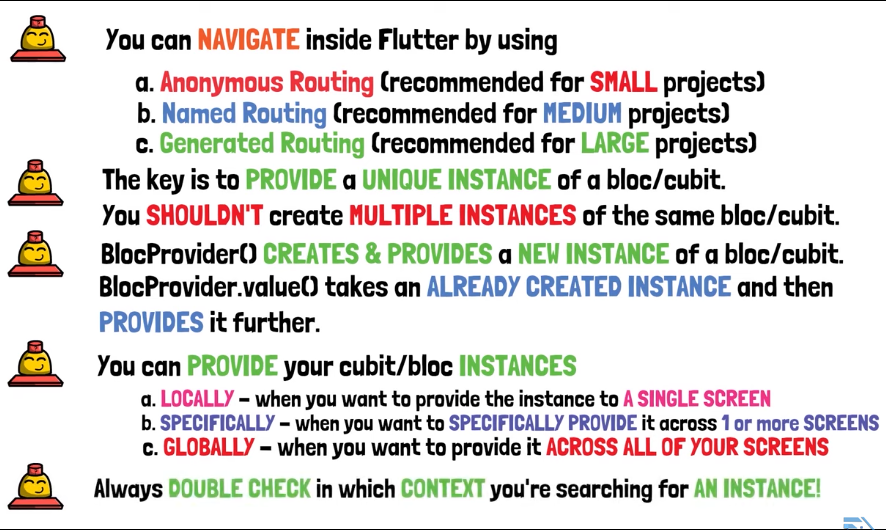 You can NAVIGATE inside Flutter by using
a. Anonymous Routing (recommended for SMALL projects)
b. Named Routing (recommended for MEDIUM projects)
c. Generated Routing (recommended for LARGE projects)
The key is to PROVIDE a UNIQUE INSTANCE of a bloc/cubit.
You SHOULDN'T create MULTIPLE INSTANCES of the same bloc/cubit.
BlocProvider() CREATES & PROVIDES a NEW INSTANCE of a bloc/cubit.
BlocProvider.value() takes an ALREADY CREATED INSTANCE and then
PROVIDES it further.
You can PROVIDE your cubit/bloc INSTANCES
a. LOCALLY – when you want to provide the instance to A SINGLE SCREEN
b. SPECIFICALLY – when you want to SPECIFICALLY PROVIDE it across 1 or more SCREENS
c. GLOBALLY – when you want to provide it ACROSS ALL OF YOUR SCREENS
Always DOUBLE CHECK in which CONTEXT you're searching for AN INSTANCE!